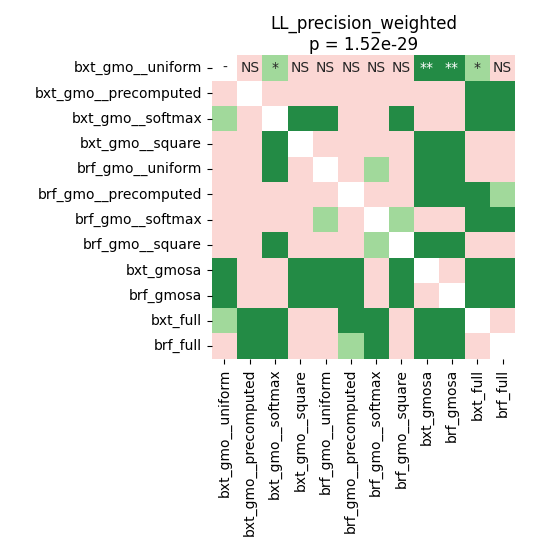 LL_precision_weighted
p = 1.52e-29
bxt_gmo__uniform - NS * NS NS NS NS NS ** ** * NS
bxt_gmo__precomputed
bxt_gmo__softmax
bxt_gmo__square
brf_gmo__uniform
brf_gmo__precomputed
brf_gmo__softmax
brf_gmo__square
bxt_gmosa
brf_gmosa
bxt_full
brf_full
bxt_gmo__uniform
bxt_gmo__precomputed
bxt_gmo__softmax
bxt_gmo__square
brf_gmo__uniform
brf_gmo__precomputed
brf_gmo__softmax
brf_gmo__square
bxt_gmosa
brf_gmosa
bxt_full
brf_full